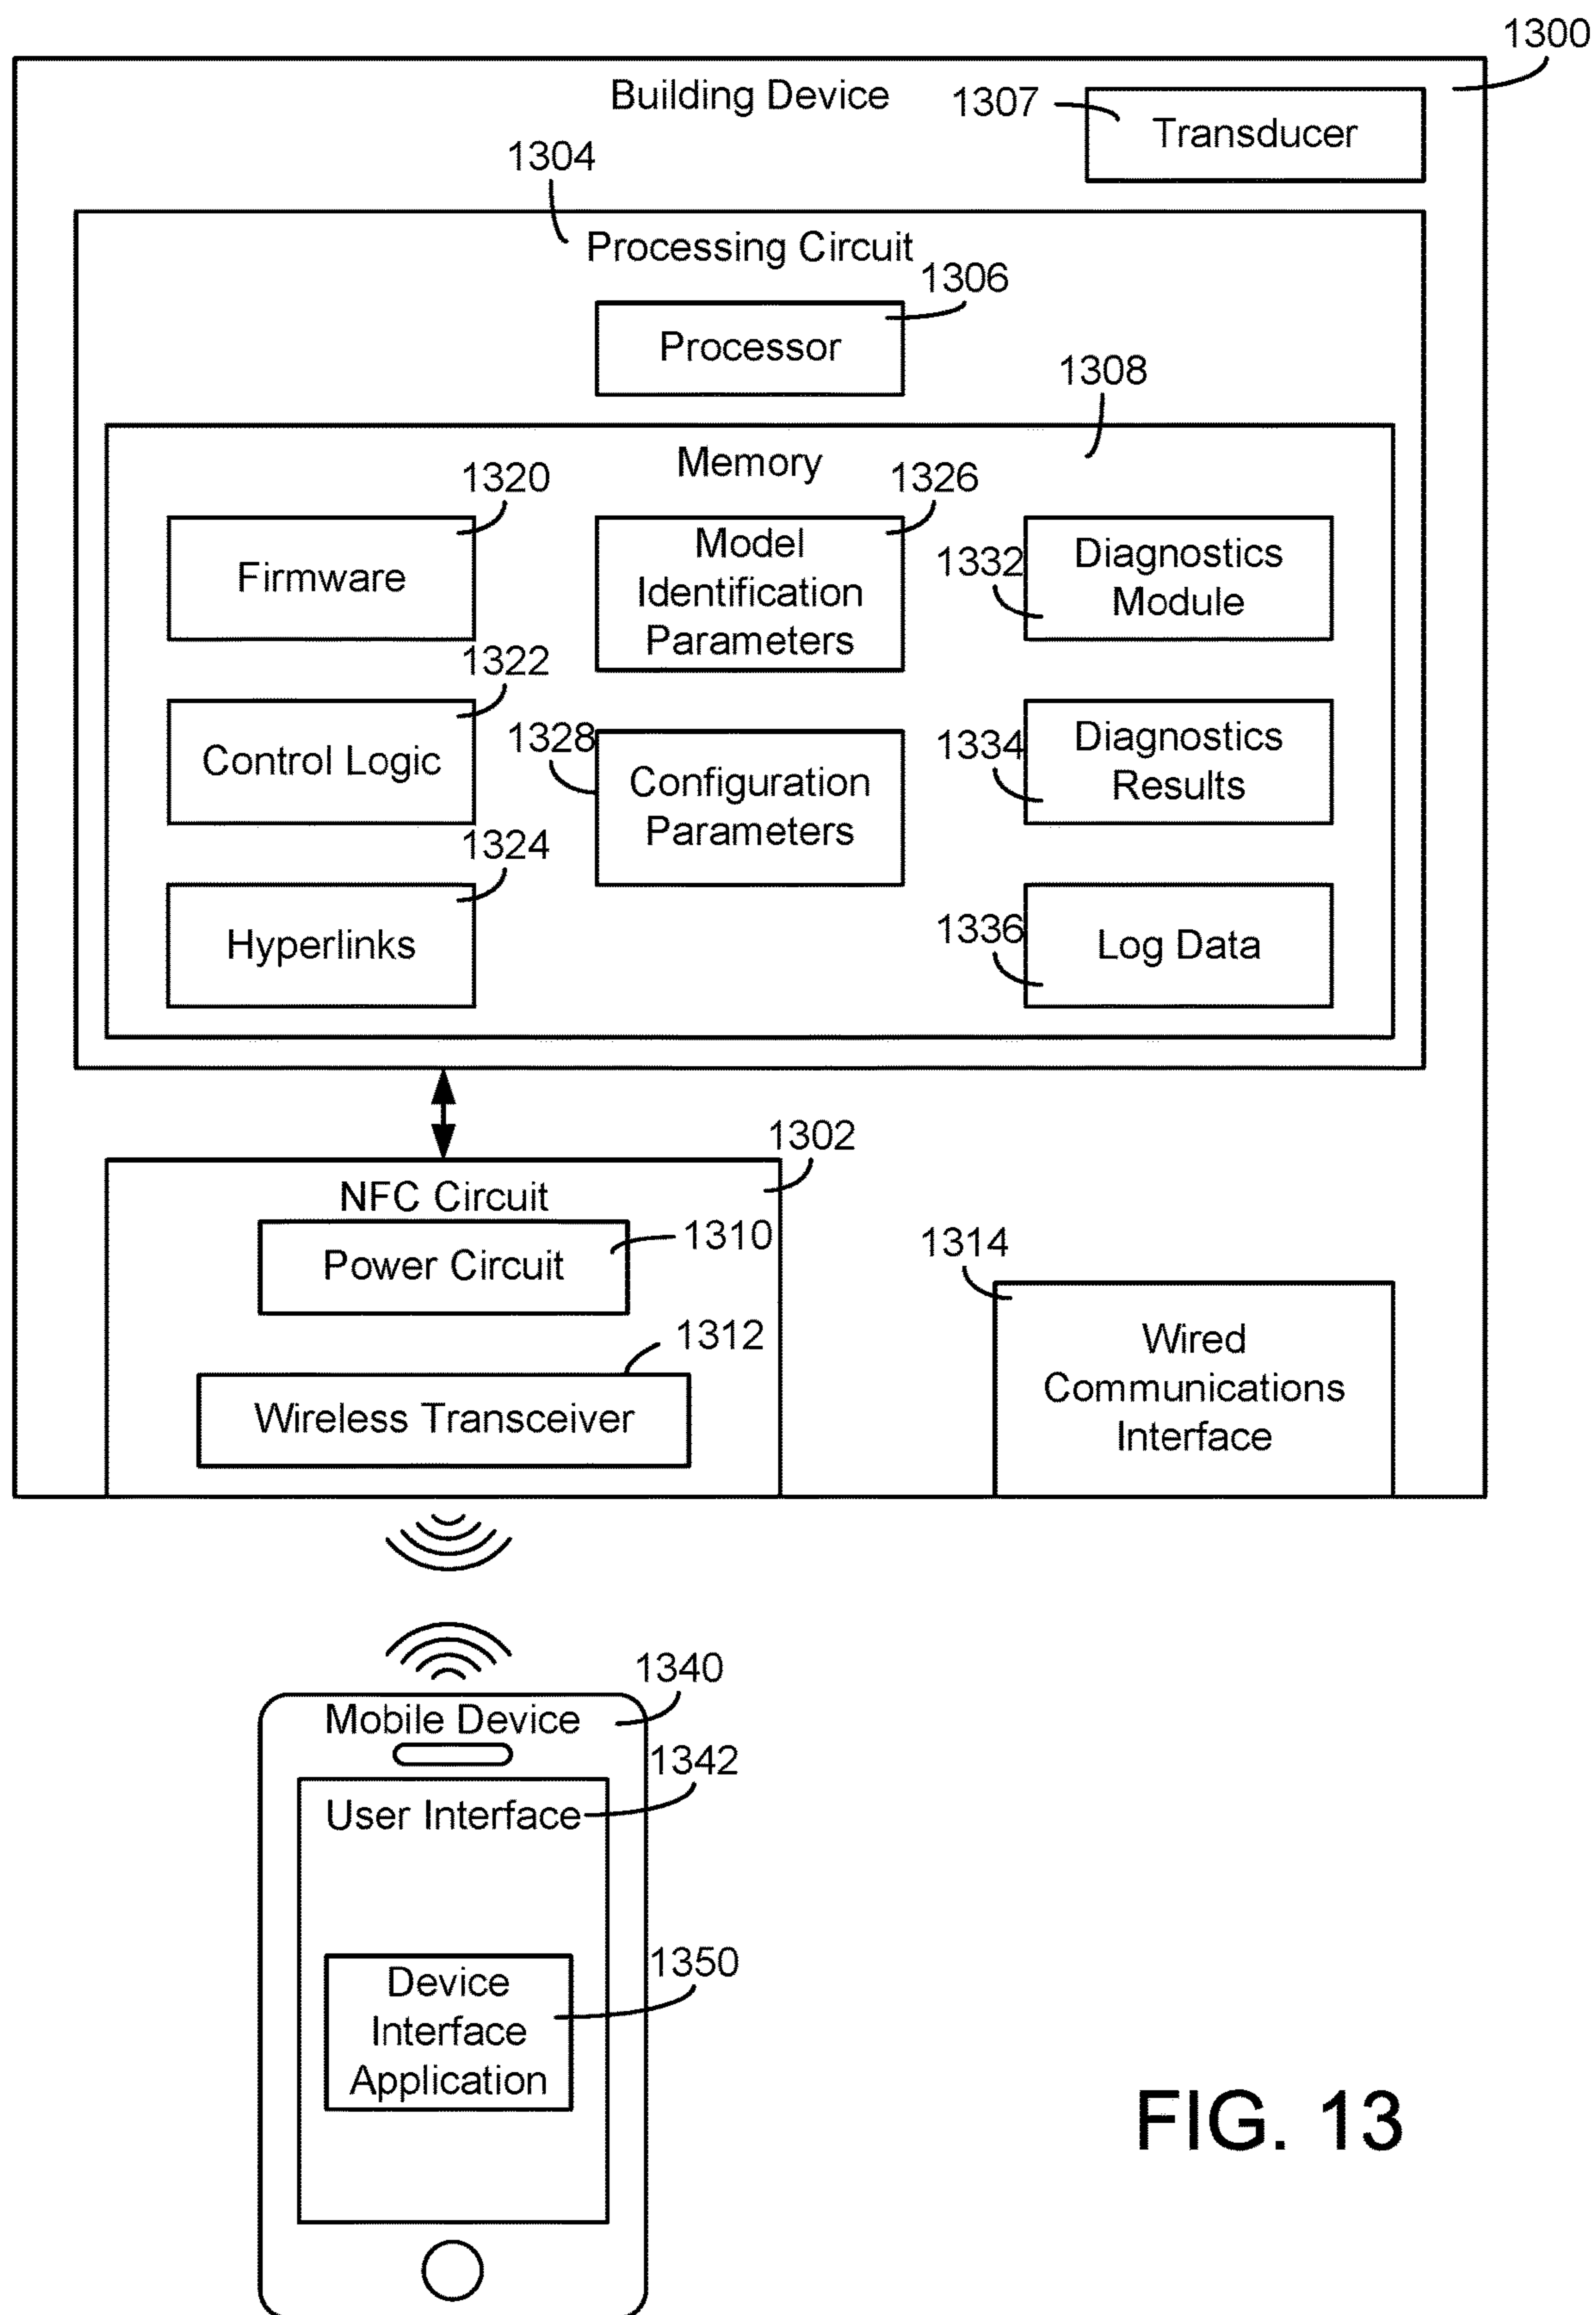 1300
Building Device
1307
Transducer
1304
Processing Circuit
1306
Processor
1308
Memory
1320
Firmware
1326
Model
Identification
Parameters
1332
Diagnostics
Module
1322
Control Logic
1328
Configuration
Parameters
1334
Diagnostics
Results
1324
Hyperlinks
1336
Log Data
1302
NFC Circuit
Power Circuit
1310
1312
Wireless Transceiver
1314
Wired
Communications
Interface
1340
Mobile Device
1342
User Interface
1350
Device
Interface
Application
FIG. 13